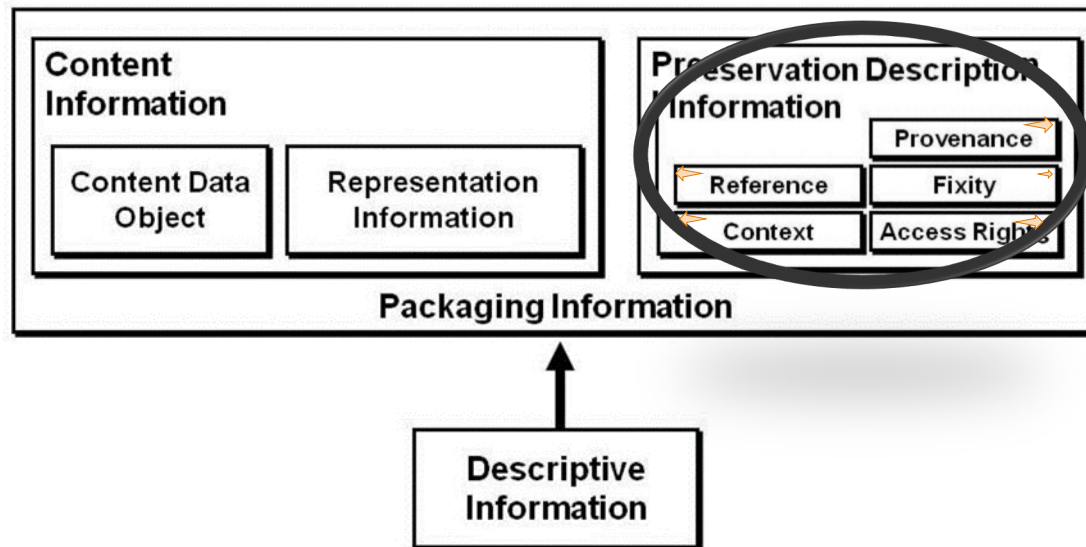 Content
Information
Content Data
Object
Representation
Information
Preeservation Description
Information
Provenance
Reference
Fixity
Context
Access Rights
Packaging Information
Descriptive
Information